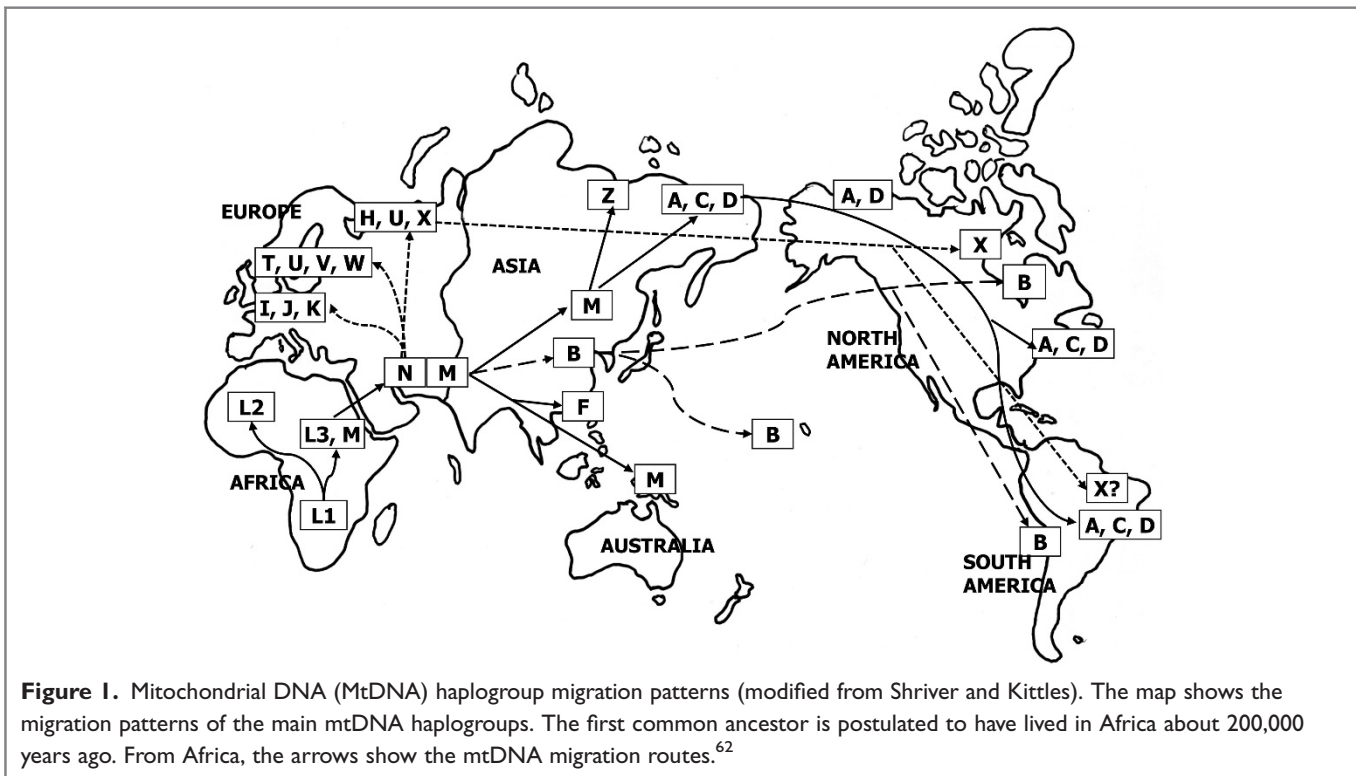 Z
A, C, D
A, D
EUROPE
H, U, X
X
T, U, V, W
ASIA
B
I, J, K
M
NORTH
AMERICA
A, C, D
B
N
M
L2
F
L3, M
B
AFRICA
M
X?
L1
A, C, D
AUSTRALIA
B
SOUTH
AMERICA
Figure 1. Mitochondrial DNA (MtDNA) haplogroup migration patterns (modified from Shriver and Kittles). The map shows the
migration patterns of the main mtDNA haplogroups. The first common ancestor is postulated to have lived in Africa about 200,000
years ago. From Africa, the arrows show the mtDNA migration routes.62